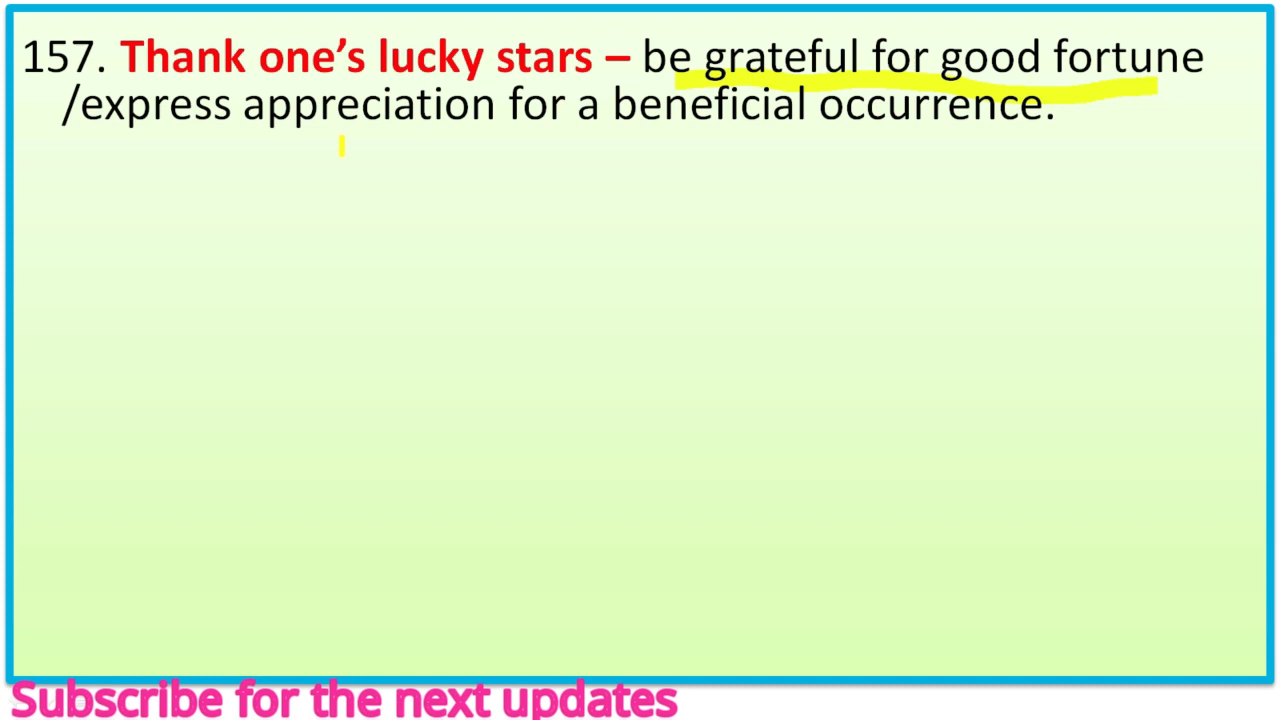 157. Thank one’s lucky stars – be grateful for good fortune
/express appreciation for a beneficial occurrence.
Subscribe for the next updates